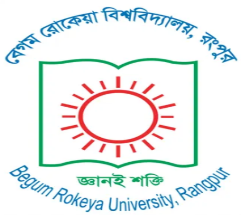 বেগম রোকেয়া বিশ্ববিদ্যালয়, রংপুর
জ্ঞানই শক্তি
Begum Rokeya University, Rangpur